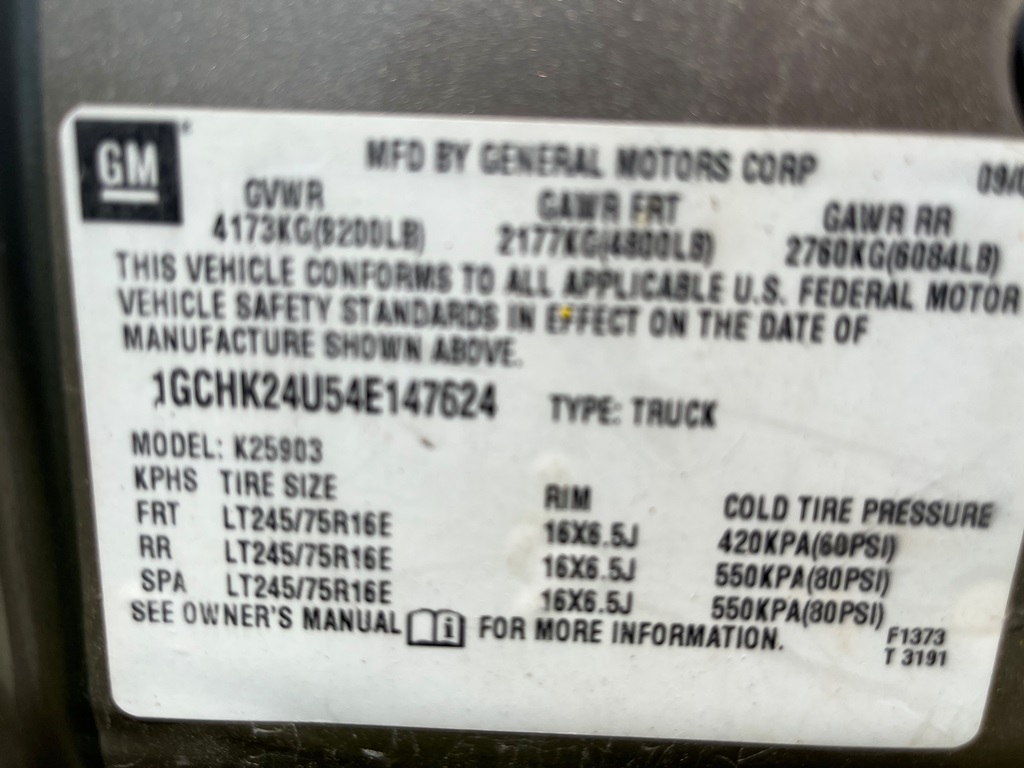 GM
MFD BY GENERAL MOTORS CORP 09/0
GVWR GAWR FRT GAWR RR
4173KG(9200LB) 2177KG(4800LB) 2760KG(6084LB)
THIS VEHICLE CONFORMS TO ALL APPLICABLE U.S. FEDERAL MOTOR
VEHICLE SAFETY STANDARDS IN EFFECT ON THE DATE OF
MANUFACTURE SHOWN ABOVE.
1GCHK24U54E147624 TYPE: TRUCK
MODEL: K25903
KPHS TIRE SIZE RIM COLD TIRE PRESSURE
FRT LT245/75R16E 16X6.5J 420KPA(60PSI)
RR LT245/75R16E 16X6.5J 550KPA(80PSI)
SPA LT245/75R16E 16X6.5J 550KPA(80PSI)
SEE OWNER'S MANUAL i FOR MORE INFORMATION.
F1373
T 3191